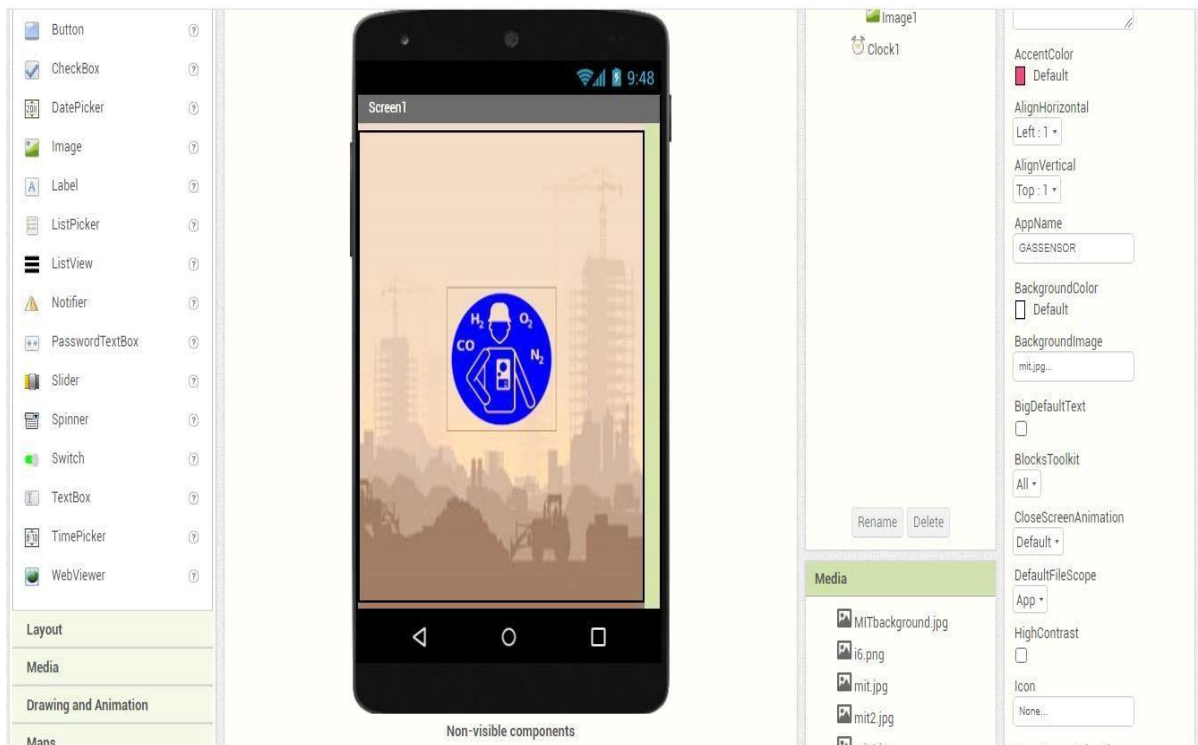 Button
CheckBox
DatePicker
Image
Label
ListPicker
ListView
Notifier
PasswordTextBox
Slider
Spinner
Switch
TextBox
TimePicker
WebViewer
Layout
Media
Drawing and Animation
Maps
9:48
Screen1
H2
O2
CO
N2
Non-visible components
Image1
Clock1
Rename Delete
Media
MITbackground.jpg
i6.png
mit.jpg
mit2.jpg
AccentColor
Default
AlignHorizontal
Left : 1
AlignVertical
Top : 1
AppName
GASSENSOR
BackgroundColor
Default
BackgroundImage
mit.jpg...
BigDefaultText
BlocksToolkit
All
CloseScreenAnimation
Default
DefaultFileScope
App
HighContrast
Icon
None...